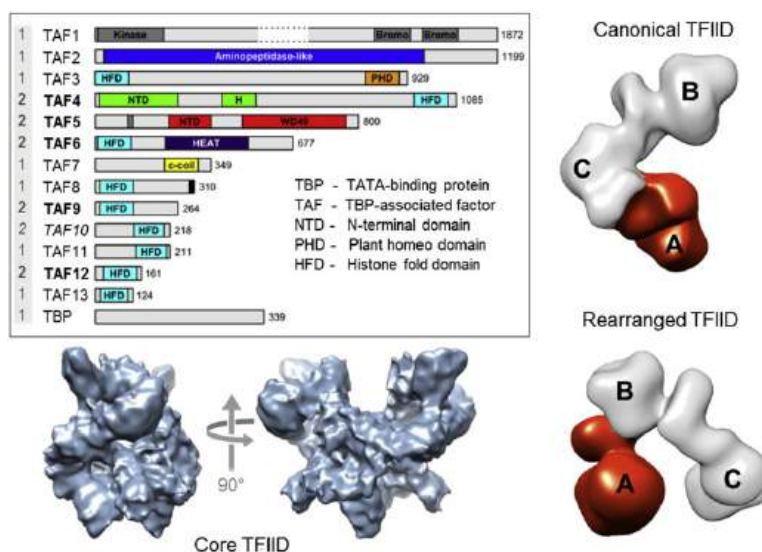 1 TAF1 Kinase Bromo Bromo 1872
1 TAF2 Aminopeptidase-like 1199
1 TAF3 HFD PHD 929
2 TAF4 NTD H HFD 1085
2 TAF5 NTD WD40 800
2 TAF6 HFD HEAT 677
1 TAF7 c-coil 349
1 TAF8 HFD 310
2 TAF9 HFD 264
2 TAF10 HFD 218
1 TAF11 HFD 211
2 TAF12 HFD 161
1 TAF13 HFD 124
1 TBP 339
TBP - TATA-binding protein
TAF - TBP-associated factor
NTD - N-terminal domain
PHD - Plant homeo domain
HFD - Histone fold domain
Canonical TFIID
B
C
A
Rearranged TFIID
B
A
C
90°
Core TFIID